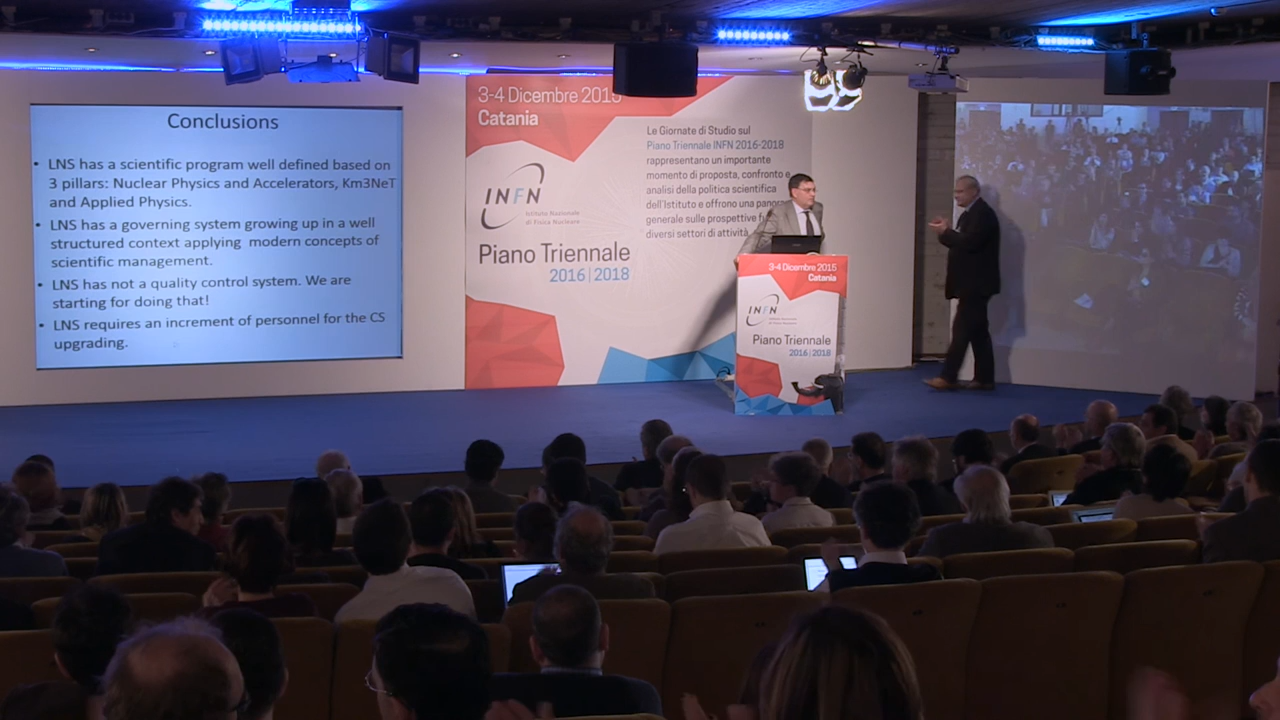 Conclusions
• LNS has a scientific program well defined based on
3 pillars: Nuclear Physics and Accelerators, Km3NeT
and Applied Physics.
• LNS has a governing system growing up in a well
structured context applying modern concepts of
scientific management.
• LNS has not a quality control system. We are
starting for doing that!
• LNS requires an increment of personnel for the CS
upgrading.
3-4 Dicembre 2015
Catania
INFN
Istituto Nazionale
di Fisica Nucleare
Piano Triennale
2016 | 2018
Le Giornate di Studio sul
Piano Triennale INFN 2016-2018
rappresentano un importante
momento di proposta, confronto e
analisi della politica scientifica
dell'Istituto e offrono una
generale sulle prospettive
diversi settori di attività
3-4 Dicembre 2015
Catania
INFN
Piano Triennale
2016 | 2018